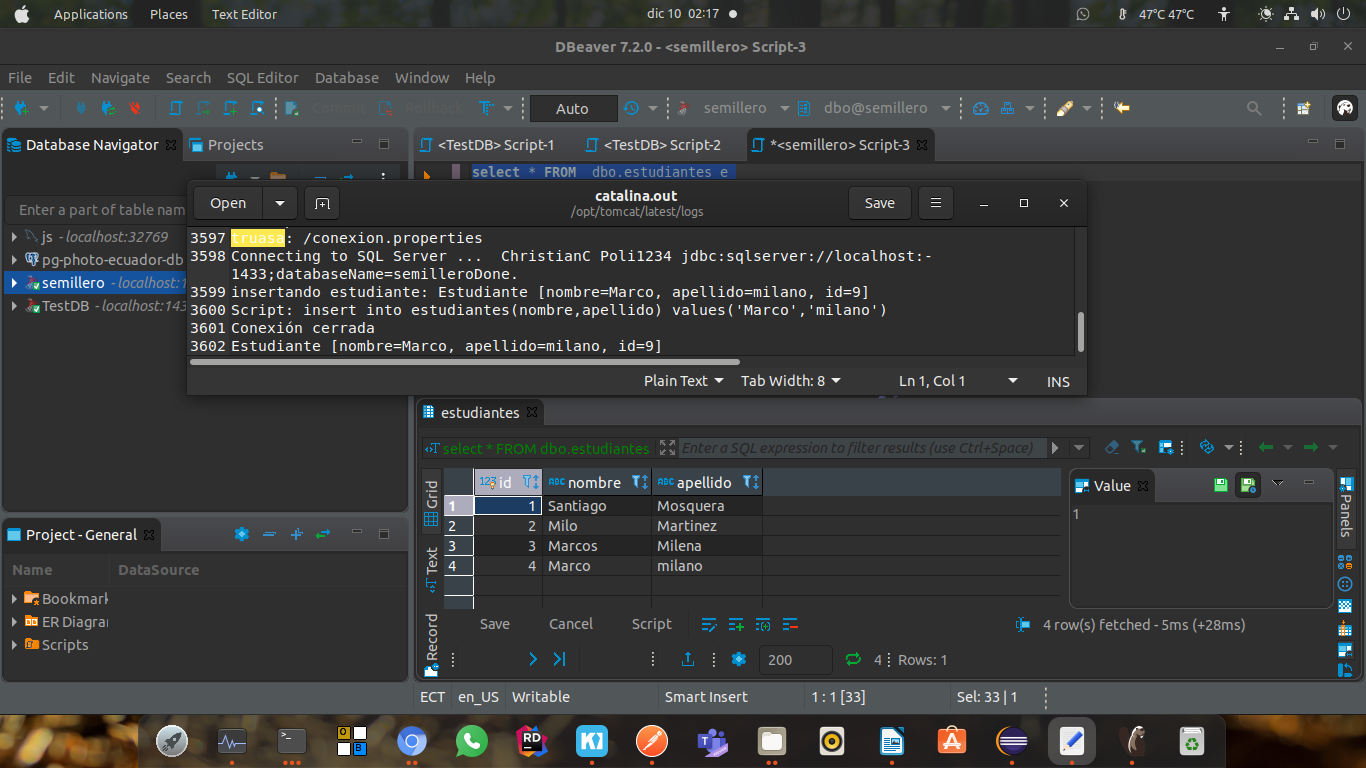 Applications Places Text Editor dic 10 02:17 47°C 47°C
DBeaver 7.2.0 - <semillero> Script-3
File Edit Navigate Search SQL Editor Database Window Help
Commit Rollback Auto semillero dbo@semillero
Database Navigator Projects <TestDB> Script-1 <TestDB> Script-2 *<semillero> Script-3
select * FROM dbo.estudiantes e
Enter a part of table nam
js - localhost:32769
pg-photo-ecuador-db
semillero - localhost:1
TestDB - localhost:143
Open catalina.out Save
/opt/tomcat/latest/logs
3597 truasa: /conexion.properties
3598 Connecting to SQL Server ... ChristianC Poli1234 jdbc:sqlserver://localhost:-
1433;databaseName=semilleroDone.
3599 insertando estudiante: Estudiante [nombre=Marco, apellido=milano, id=9]
3600 Script: insert into estudiantes(nombre,apellido) values('Marco','milano')
3601 Conexión cerrada
3602 Estudiante [nombre=Marco, apellido=milano, id=9]
Plain Text Tab Width: 8 Ln 1, Col 1 INS
estudiantes
select * FROM dbo.estudiantes Enter a SQL expression to filter results (use Ctrl+Space)
Grid
Text
Record
123 id ABC nombre ABC apellido
1 1 Santiago Mosquera
2 2 Milo Martinez
3 3 Marcos Milena
4 4 Marco milano
Value
1
Panels
Project - General
Name DataSource
Bookmark
ER Diagra
Scripts
Save Cancel Script 4 row(s) fetched - 5ms (+28ms)
200 4 Rows: 1
ECT en_US Writable Smart Insert 1 : 1 [33] Sel: 33 | 1